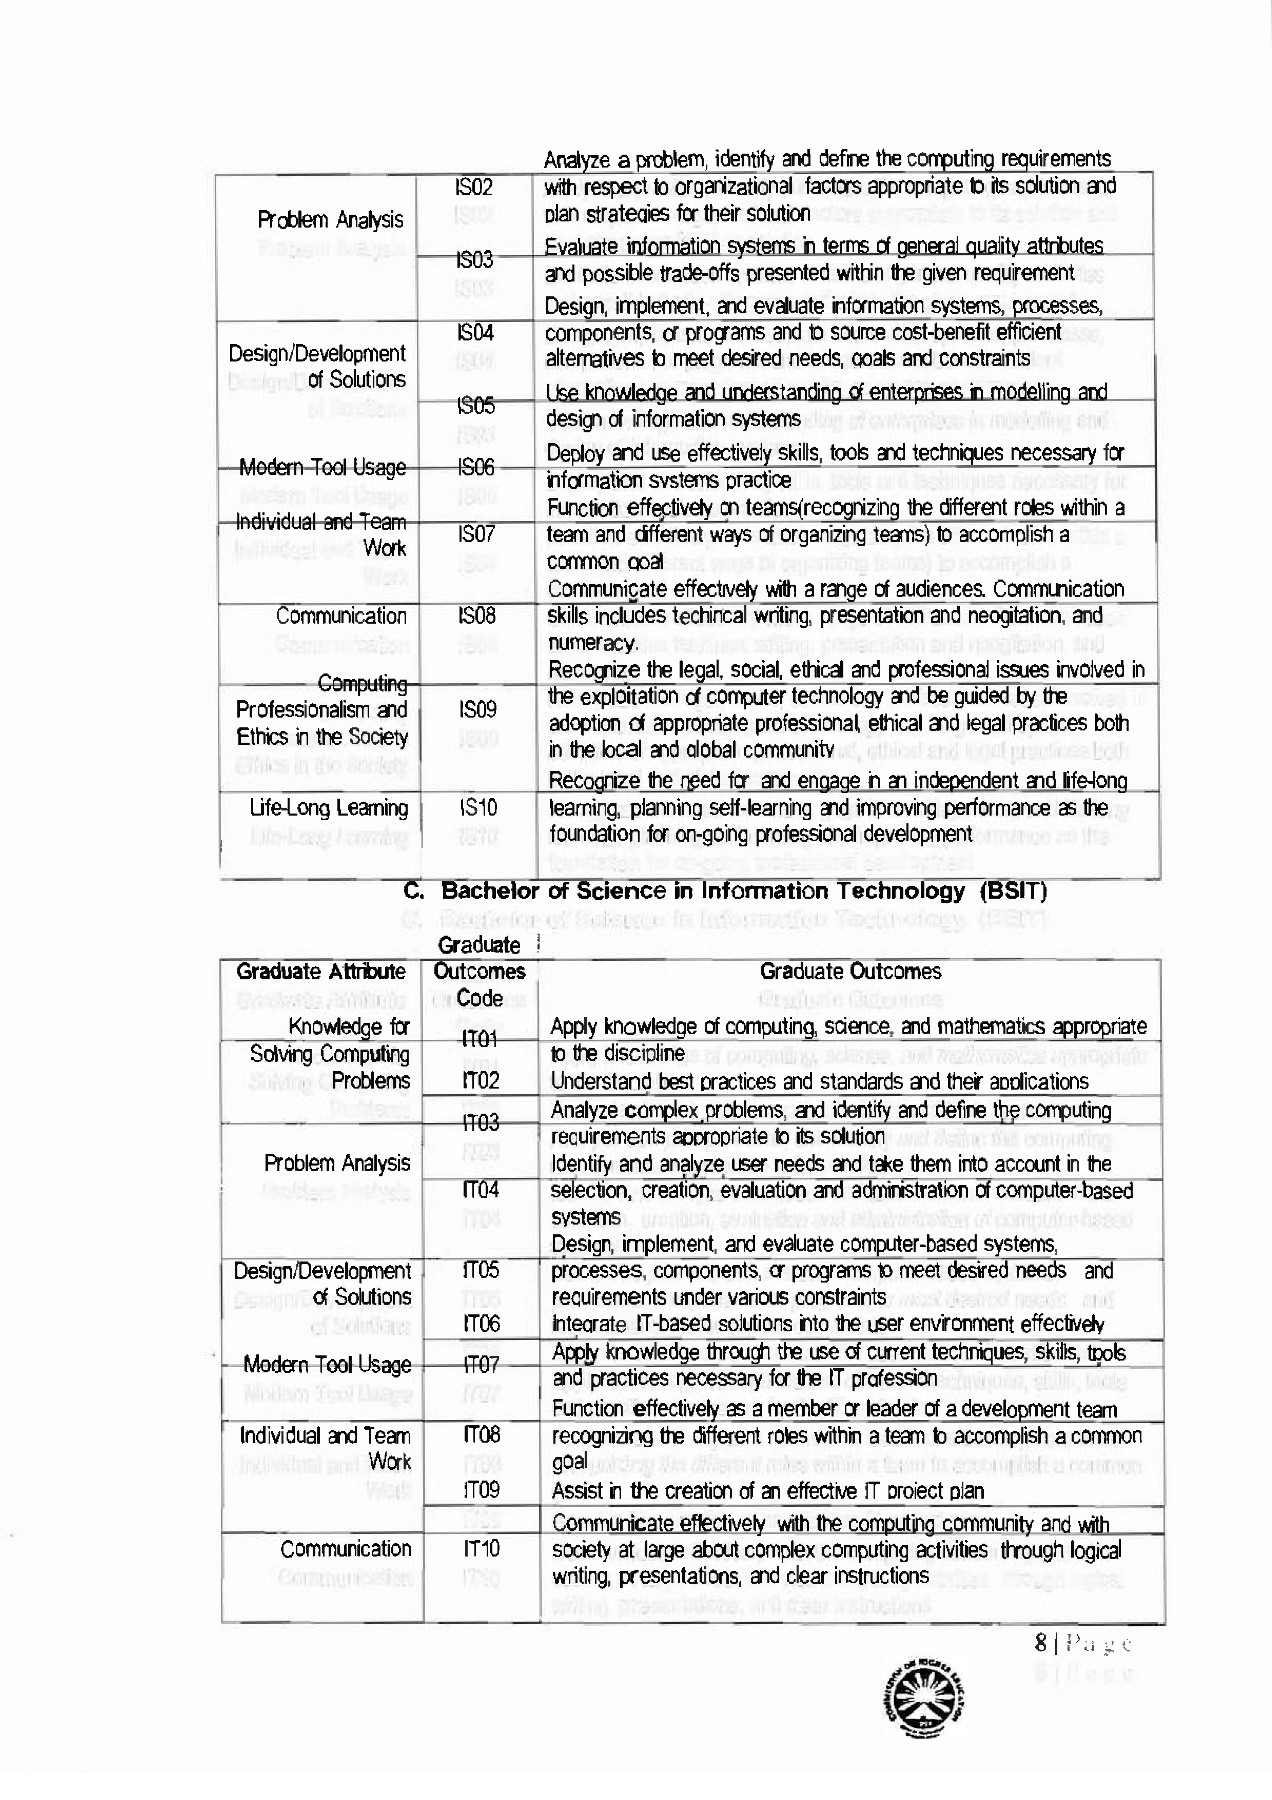 Analyze a problem, identify and define the computing requirements
IS02 with respect to organizational factors appropriate to its solution and
Problem Analysis plan strategies for their solution
IS03 Evaluate information systems in terms of general quality attributes
and possible trade-offs presented within the given requirement
Design, implement, and evaluate information systems, processes,
IS04 components, or programs and to source cost-benefit efficient
Design/Development alternatives to meet desired needs, goals and constraints
of Solutions
IS05 Use knowledge and understanding of enterprises in modelling and
design of information systems
Modern Tool Usage IS06 Deploy and use effectively skills, tools and techniques necessary for
information systems practice
Function effectively on teams(recognizing the different roles within a
Individual and Team IS07 team and different ways of organizing teams) to accomplish a
Work common goal
Communicate effectively with a range of audiences. Communication
Communication IS08 skills includes techincal writing, presentation and neogitation, and
numeracy.
Recognize the legal, social, ethical and professional issues involved in
Computing the exploitation of computer technology and be guided by the
Professionalism and IS09 adoption of appropriate professional, ethical and legal practices both
Ethics in the Society in the local and global community
Recognize the need for and engage in an independent and life-long
Life-Long Learning IS10 learning, planning self-learning and improving performance as the
foundation for on-going professional development
C. Bachelor of Science in Information Technology (BSIT)
Graduate
Graduate Attribute Outcomes Graduate Outcomes
Code
Knowledge for IT01 Apply knowledge of computing, science, and mathematics appropriate
Solving Computing to the discipline
Problems IT02 Understand best practices and standards and their applications
IT03 Analyze complex problems, and identify and define the computing
requirements appropriate to its solution
Problem Analysis Identify and analyze user needs and take them into account in the
IT04 selection, creation, evaluation and administration of computer-based
systems
Design, implement, and evaluate computer-based systems,
Design/Development IT05 processes, components, or programs to meet desired needs and
of Solutions requirements under various constraints
IT06 Integrate IT-based solutions into the user environment effectively
Modern Tool Usage IT07 Apply knowledge through the use of current techniques, skills, tools
and practices necessary for the IT profession
Function effectively as a member or leader of a development team
Individual and Team IT08 recognizing the different roles within a team to accomplish a common
Work goal
IT09 Assist in the creation of an effective IT project plan
Communicate effectively with the computing community and with
Communication IT10 society at large about complex computing activities through logical
writing, presentations, and clear instructions
8 | Page